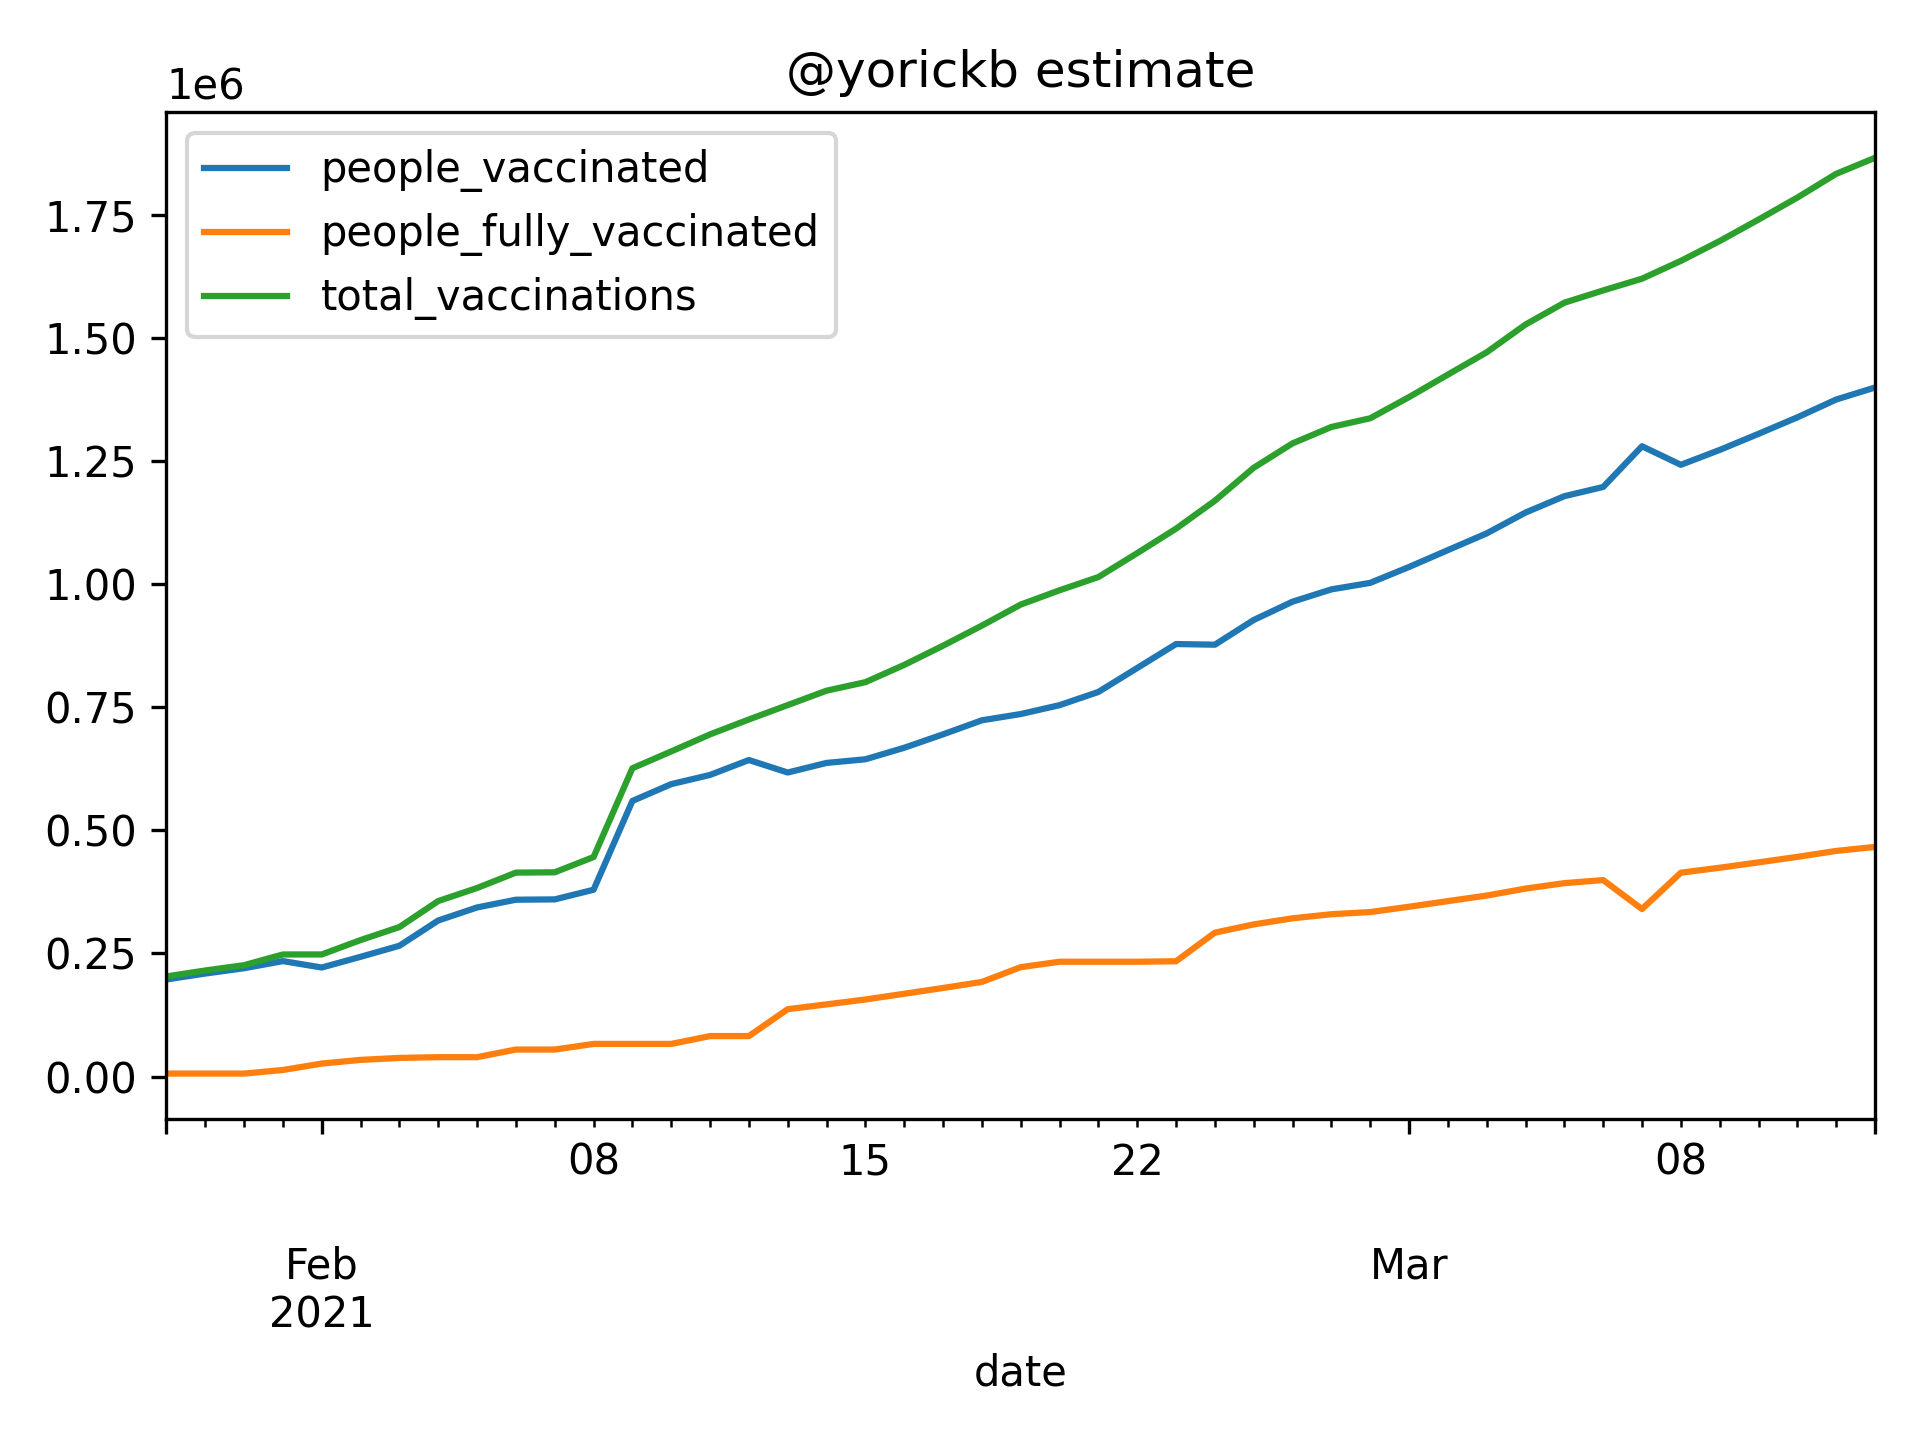 @yorickb estimate
1e6
people_vaccinated
people_fully_vaccinated
total_vaccinations
1.75
1.50
1.25
1.00
0.75
0.50
0.25
0.00
08 15 22 08
Feb Mar
2021
date